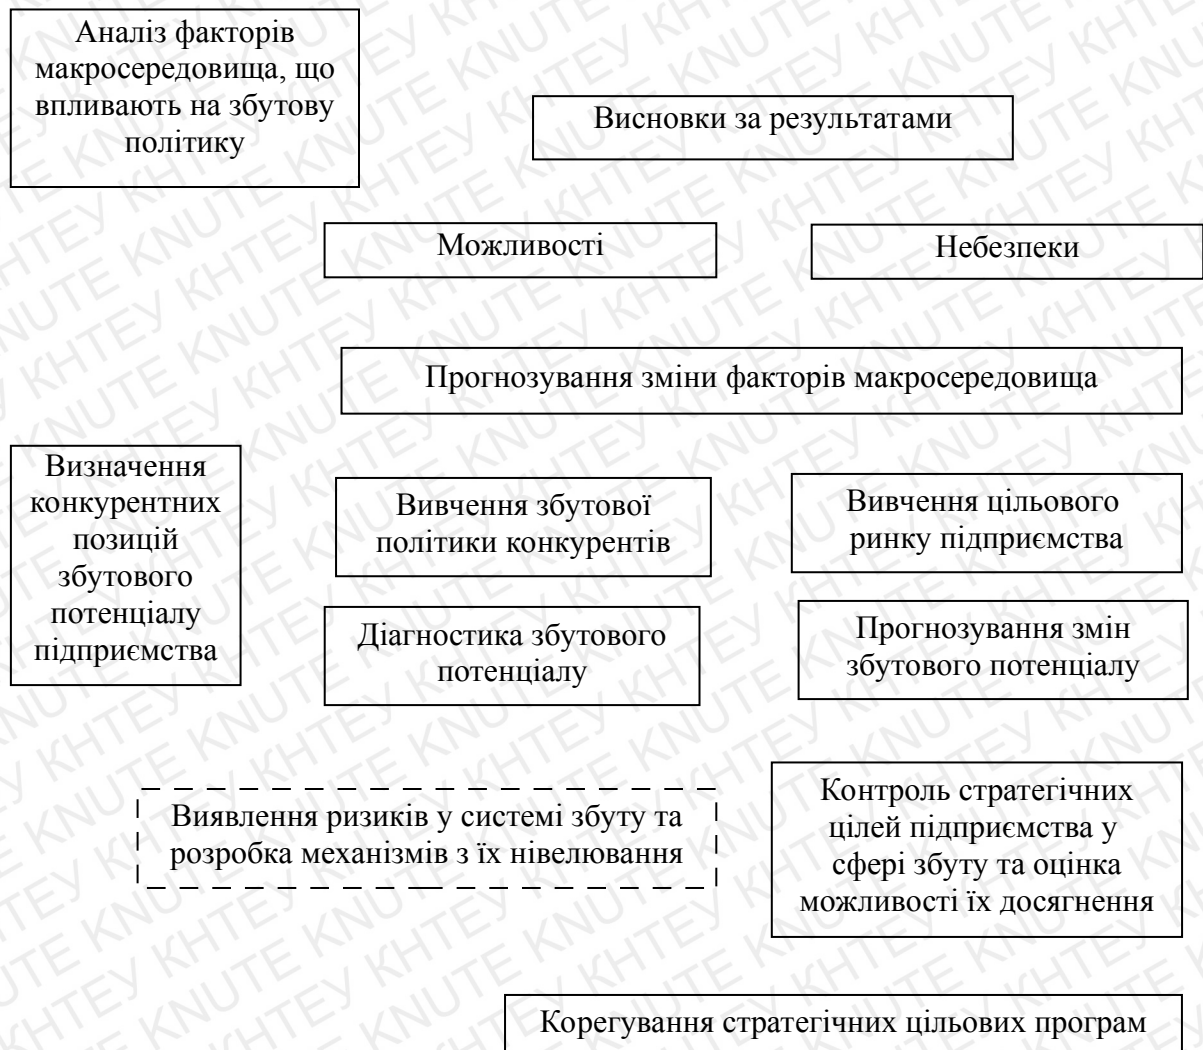 Аналіз факторів
макросередовища, що
впливають на збутову
політику
Висновки за результатами
Можливості
Небезпеки
Прогнозування зміни факторів макросередовища
Визначення
конкурентних
позицій
збутового
потенціалу
підприємства
Вивчення збутової
політики конкурентів
Вивчення цільового
ринку підприємства
Діагностика збутового
потенціалу
Прогнозування змін
збутового потенціалу
Виявлення ризиків у системі збуту та
розробка механізмів з їх нівелювання
Контроль стратегічних
цілей підприємства у
сфері збуту та оцінка
можливості їх досягнення
Корегування стратегічних цільових програм